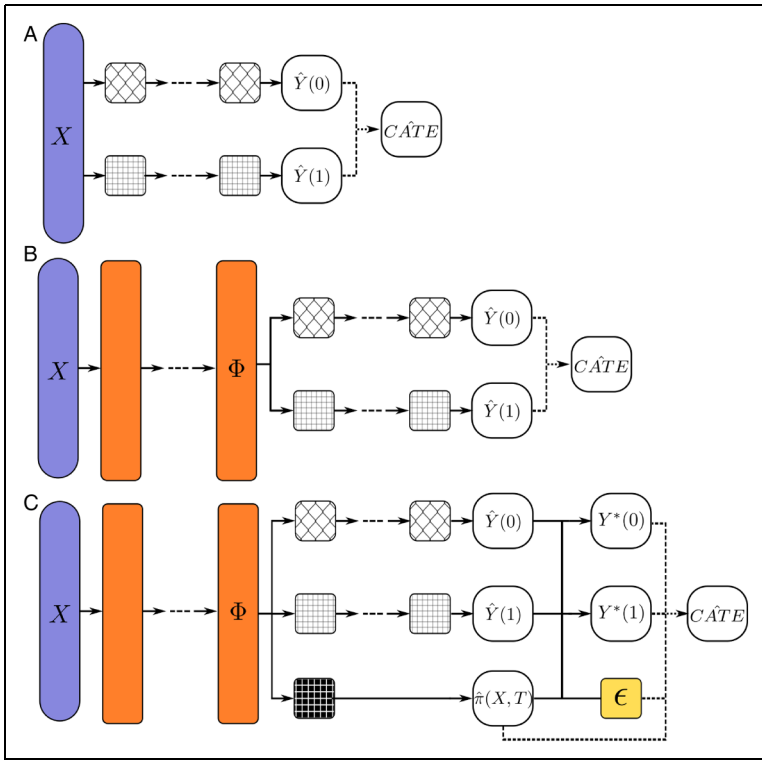 A
X
Ŷ(0)
Ŷ(1)
CÂTE
B
X
Φ
Ŷ(0)
Ŷ(1)
CÂTE
C
X
Φ
Ŷ(0)
Y*(0)
Ŷ(1)
Y*(1)
CÂTE
π̂(X,T)
ϵ